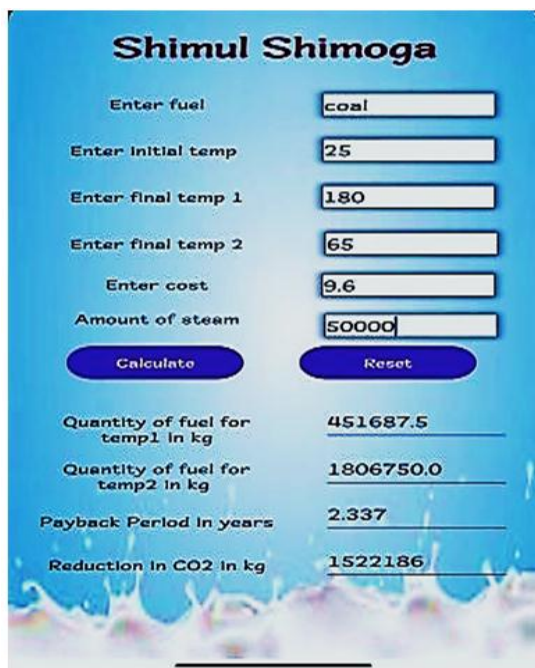 Shimul Shimoga
Enter fuel coal
Enter initial temp 25
Enter final temp 1 180
Enter final temp 2 65
Enter cost 9.6
Amount of steam 50000
Calculate Reset
Quantity of fuel for
temp1 in kg 451687.5
Quantity of fuel for
temp2 in kg 1806750.0
Payback Period in years 2.337
Reduction in CO2 in kg 1522186